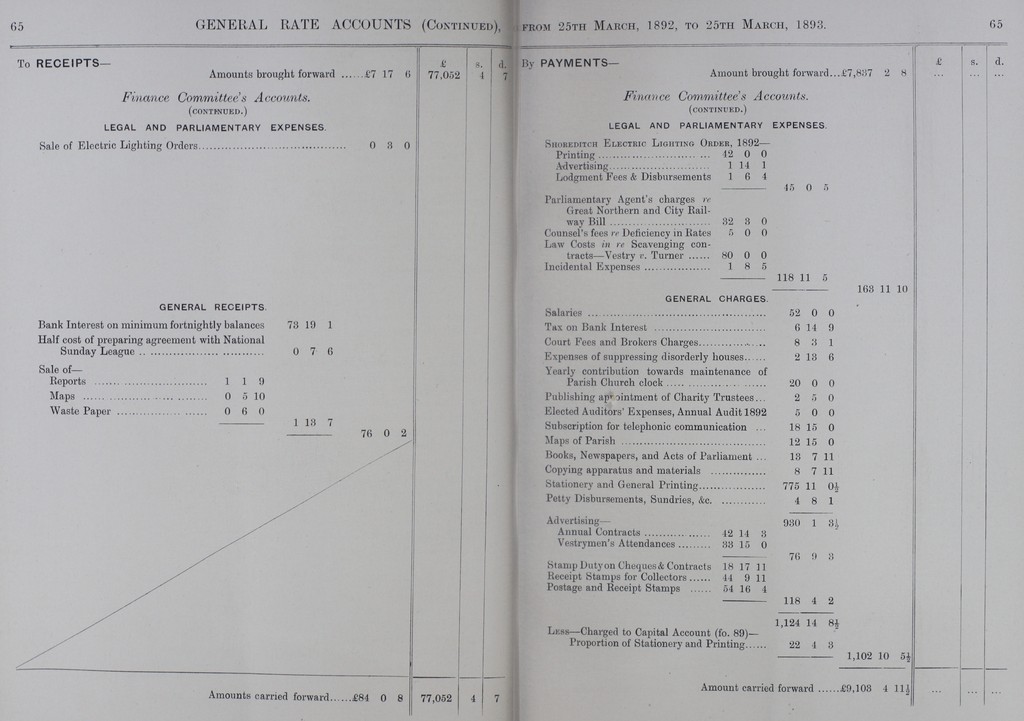 65 GENERAL RATE ACCOUNTS (Continued),
To RECEIPTS— £ s. d.
Amounts brought forward ......£7 17 6 77,052 4 7
Finance Committee's Accounts.
(CONTINUED.)
LEGAL AND PARLIAMENTARY EXPENSES.
Sale of Electric Lighting Orders............................................ 0 3 0
GENERAL RECEIPTS.
Bank Interest on minimum fortnightly balances 73 19 1
Half cost of preparing agreement with National
Sunday League ..................................... 0 7 6
Sale of—
Reports .................................. 1 1 9
Maps ..................................... 0 5 10
Waste Paper ........................... 0 6 0
1 13 7
76 0 2
Amounts carried forward......£84 0 8 77,052 4 7
FROM 25TH MARCH, 1892, TO 25TH MARCH, 1893. 65
By PAYMENTS— £ s. d.
Amount brought forward...£7,837 2 8 ... ... ...
Finance Committee's Accounts.
(CONTINUED.)
LEGAL AND PARLIAMENTARY EXPENSES.
Shoreditch Electric Lighting Order, 1892—
Printing ................................. 42 0 0
Advertising.............................. 1 14 1
Lodgment Fees & Disbursements 1 6 4
45 0 5
Parliamentary Agent's charges re
Great Northern and City Rail-
way Bill .............................. 32 3 0
Counsel's fees re Deficiency in Rates 5 0 0
Law Costs in re Scavenging con-
tracts—Vestry v. Turner ...... 80 0 0
Incidental Expenses .................. 1 8 5
118 11 5
163 11 10
GENERAL CHARGES.
Salaries ..................................................... 52 0 0
Tax on Bank Interest ................................. 6 14 9
Court Fees and Brokers Charges.................... 8 3 1
Expenses of suppressing disorderly houses...... 2 13 6
Yearly contribution towards maintenance of
Parish Church clock .............................. 20 0 0
Publishing appointment of Charity Trustees... 2 5 0
Elected Auditors' Expenses, Annual Audit 1892 5 0 0
Subscription for telephonic communication ... 18 15 0
Maps of Parish .......................................... 12 15 0
Books, Newspapers, and Acts of Parliament ... 13 7 11
Copying apparatus and materials ............... 8 7 11
Stationery and General Printing.................... 775 11 0½
Petty Disbursements, Sundries, &c. ............ 4 8 1
930 1 3½
Advertising—
Annual Contracts .................... 42 14 3
Vestrymen's Attendances .......... 33 15 0
76 9 3
Stamp Duty on Cheques & Contracts 18 17 11
Receipt Stamps for Collectors ...... 44 9 11
Postage and Receipt Stamps ...... 54 16 4
118 4 2
1,124 14 8½
Less—Charged to Capital Account (fo. 89)—
Proportion of Stationery and Printing...... 22 4 3
1,102 10 5½
Amount carried forward ......£9,103 4 11½ ... ... ...